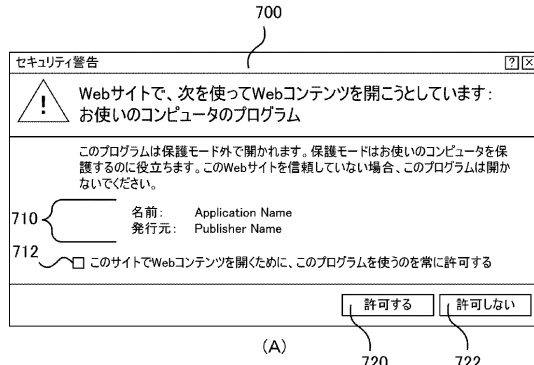 700
セキュリティ警告 ? ×
!
Webサイトで、次を使ってWebコンテンツを開こうとしています：
お使いのコンピュータのプログラム
このプログラムは保護モード外で開かれます。保護モードはお使いのコンピュータを保
護するのに役立ちます。このWebサイトを信頼していない場合、このプログラムは開か
ないでください。
710
名前： Application Name
発行元： Publisher Name
712
このサイトでWebコンテンツを開くために、このプログラムを使うのを常に許可する
許可する 許可しない
(A)
720 722